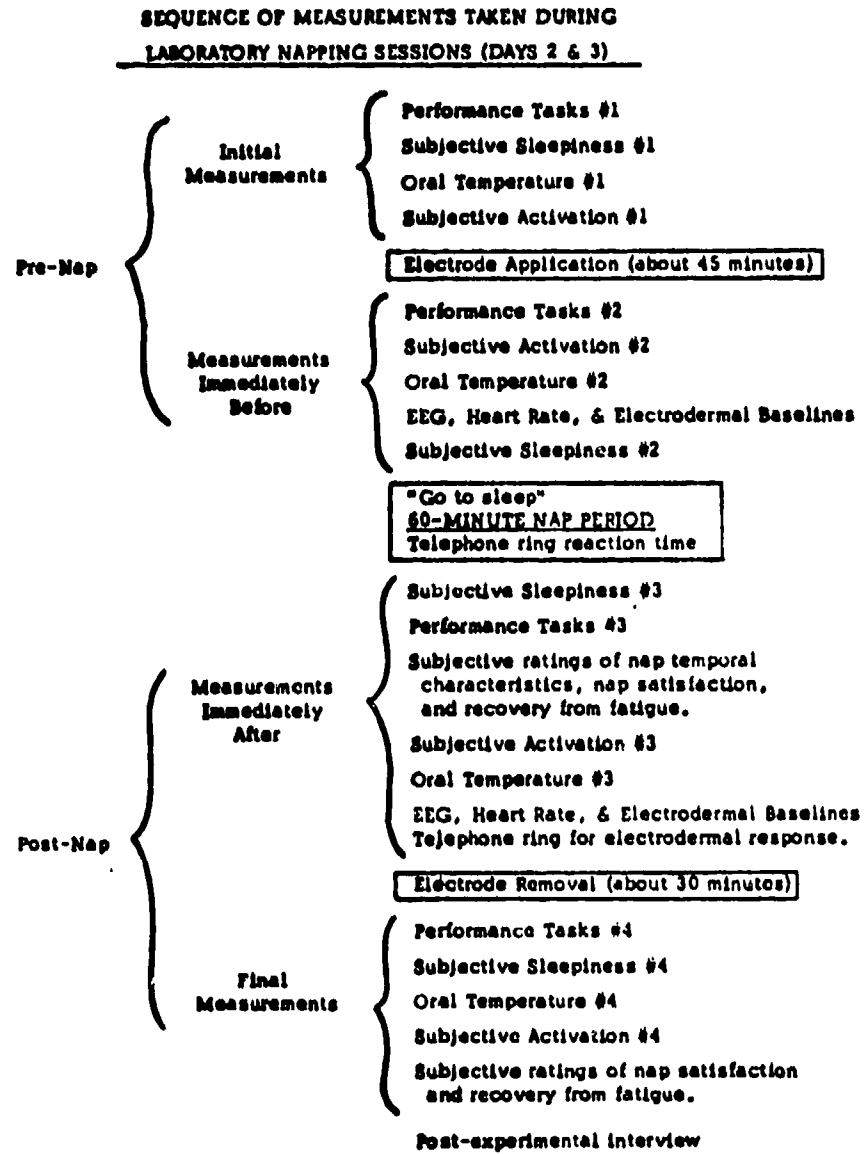 SEQUENCE OF MEASUREMENTS TAKEN DURING
LABORATORY NAPPING SESSIONS (DAYS 2 & 3)
Pre-Nap
Initial
Measurements
Performance Tasks #1
Subjective Sleepiness #1
Oral Temperature #1
Subjective Activation #1
Electrode Application (about 45 minutes)
Measurements
Immediately
Before
Performance Tasks #2
Subjective Activation #2
Oral Temperature #2
EEG, Heart Rate, & Electrodermal Baselines
Subjective Sleepiness #2
"Go to sleep"
60-MINUTE NAP PERIOD
Telephone ring reaction time
Post-Nap
Measurements
Immediately
After
Subjective Sleepiness #3
Performance Tasks #3
Subjective ratings of nap temporal
characteristics, nap satisfaction,
and recovery from fatigue.
Subjective Activation #3
Oral Temperature #3
EEG, Heart Rate, & Electrodermal Baselines
Telephone ring for electrodermal response.
Electrode Removal (about 30 minutes)
Final
Measurements
Performance Tasks #4
Subjective Sleepiness #4
Oral Temperature #4
Subjective Activation #4
Subjective ratings of nap satisfaction
and recovery from fatigue.
Post-experimental interview